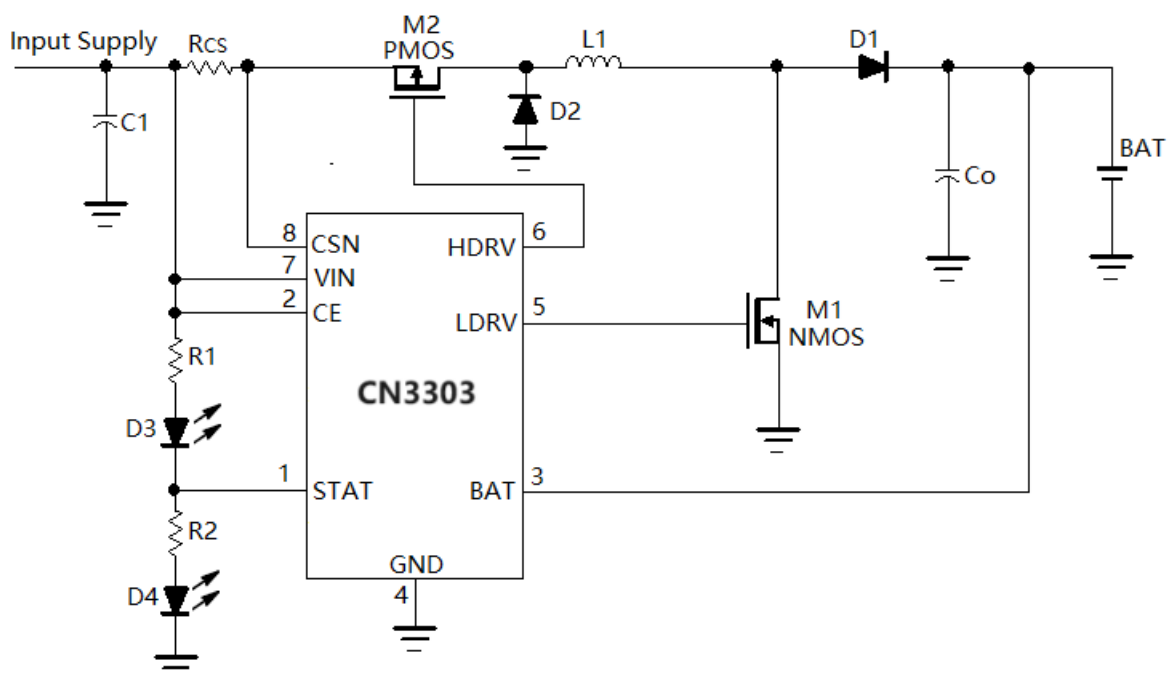 Input Supply
RCS
M2
PMOS
L1
D1
C1
D2
BAT
Co
8
CSN
HDRV
6
7
VIN
2
CE
LDRV
5
M1
NMOS
R1
CN3303
D3
1
STAT
BAT
3
R2
GND
D4
4